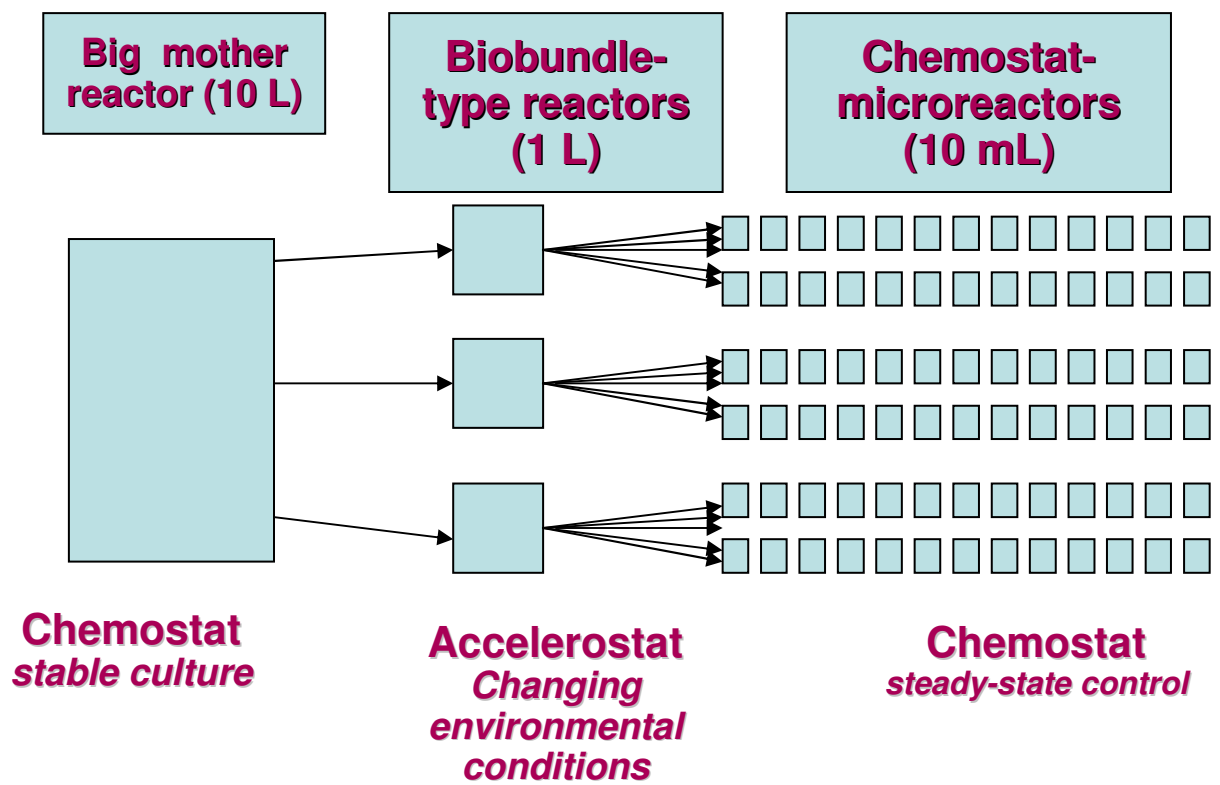 Big mother
reactor (10 L)
Biobundle-
type reactors
(1 L)
Chemostat-
microreactors
(10 mL)
Chemostat
stable culture
Accelerostat
Changing
environmental
conditions
Chemostat
steady-state control